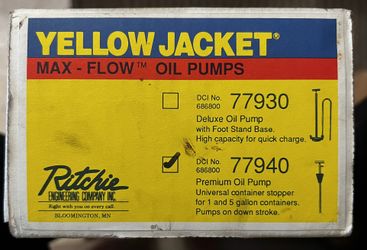 YELLOW JACKET®
MAX - FLOW™ OIL PUMPS
DCI No. 77930
686800
Deluxe Oil Pump
with Foot Stand Base.
High capacity for quick charge.
DCI No. 77940
686800
Premium Oil Pump
Universal container stopper
for 1 and 5 gallon containers.
Pumps on down stroke.
Ritchie
ENGINEERING COMPANY INC.
Right with you on every call.
BLOOMINGTON, MN